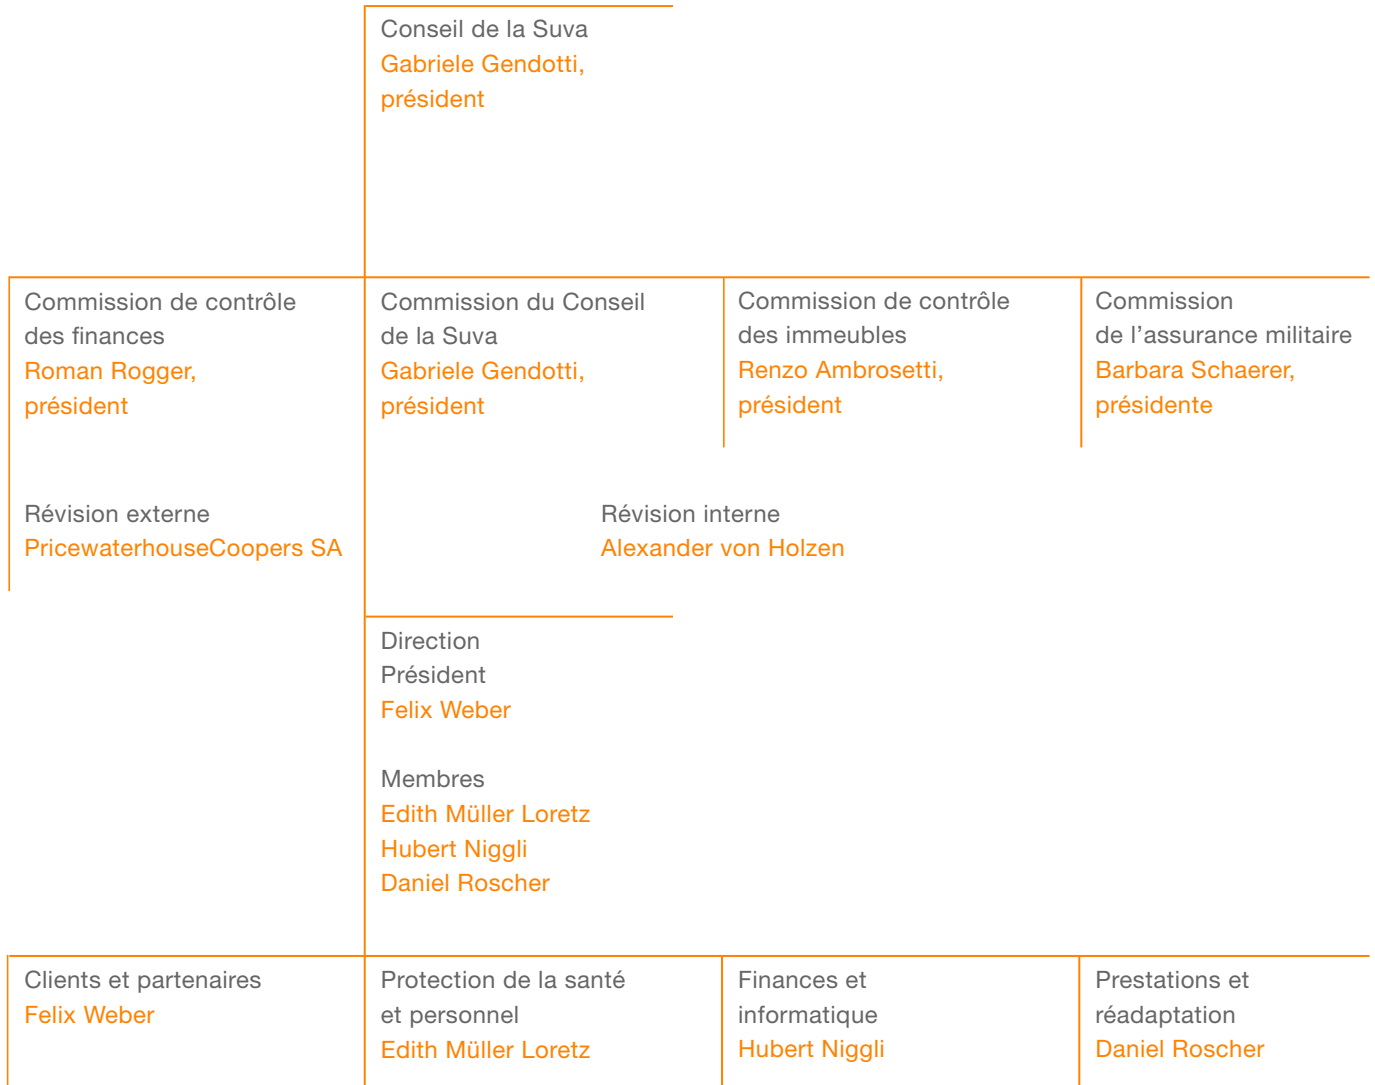 Conseil de la Suva
Gabriele Gendotti,
président
Commission de contrôle
des finances
Roman Rogger,
président
Commission du Conseil
de la Suva
Gabriele Gendotti,
président
Commission de contrôle
des immeubles
Renzo Ambrosetti,
président
Commission
de l’assurance militaire
Barbara Schaerer,
présidente
Révision externe
PricewaterhouseCoopers SA
Révision interne
Alexander von Holzen
Direction
Président
Felix Weber
Membres
Edith Müller Loretz
Hubert Niggli
Daniel Roscher
Clients et partenaires
Felix Weber
Protection de la santé
et personnel
Edith Müller Loretz
Finances et
informatique
Hubert Niggli
Prestations et
réadaptation
Daniel Roscher